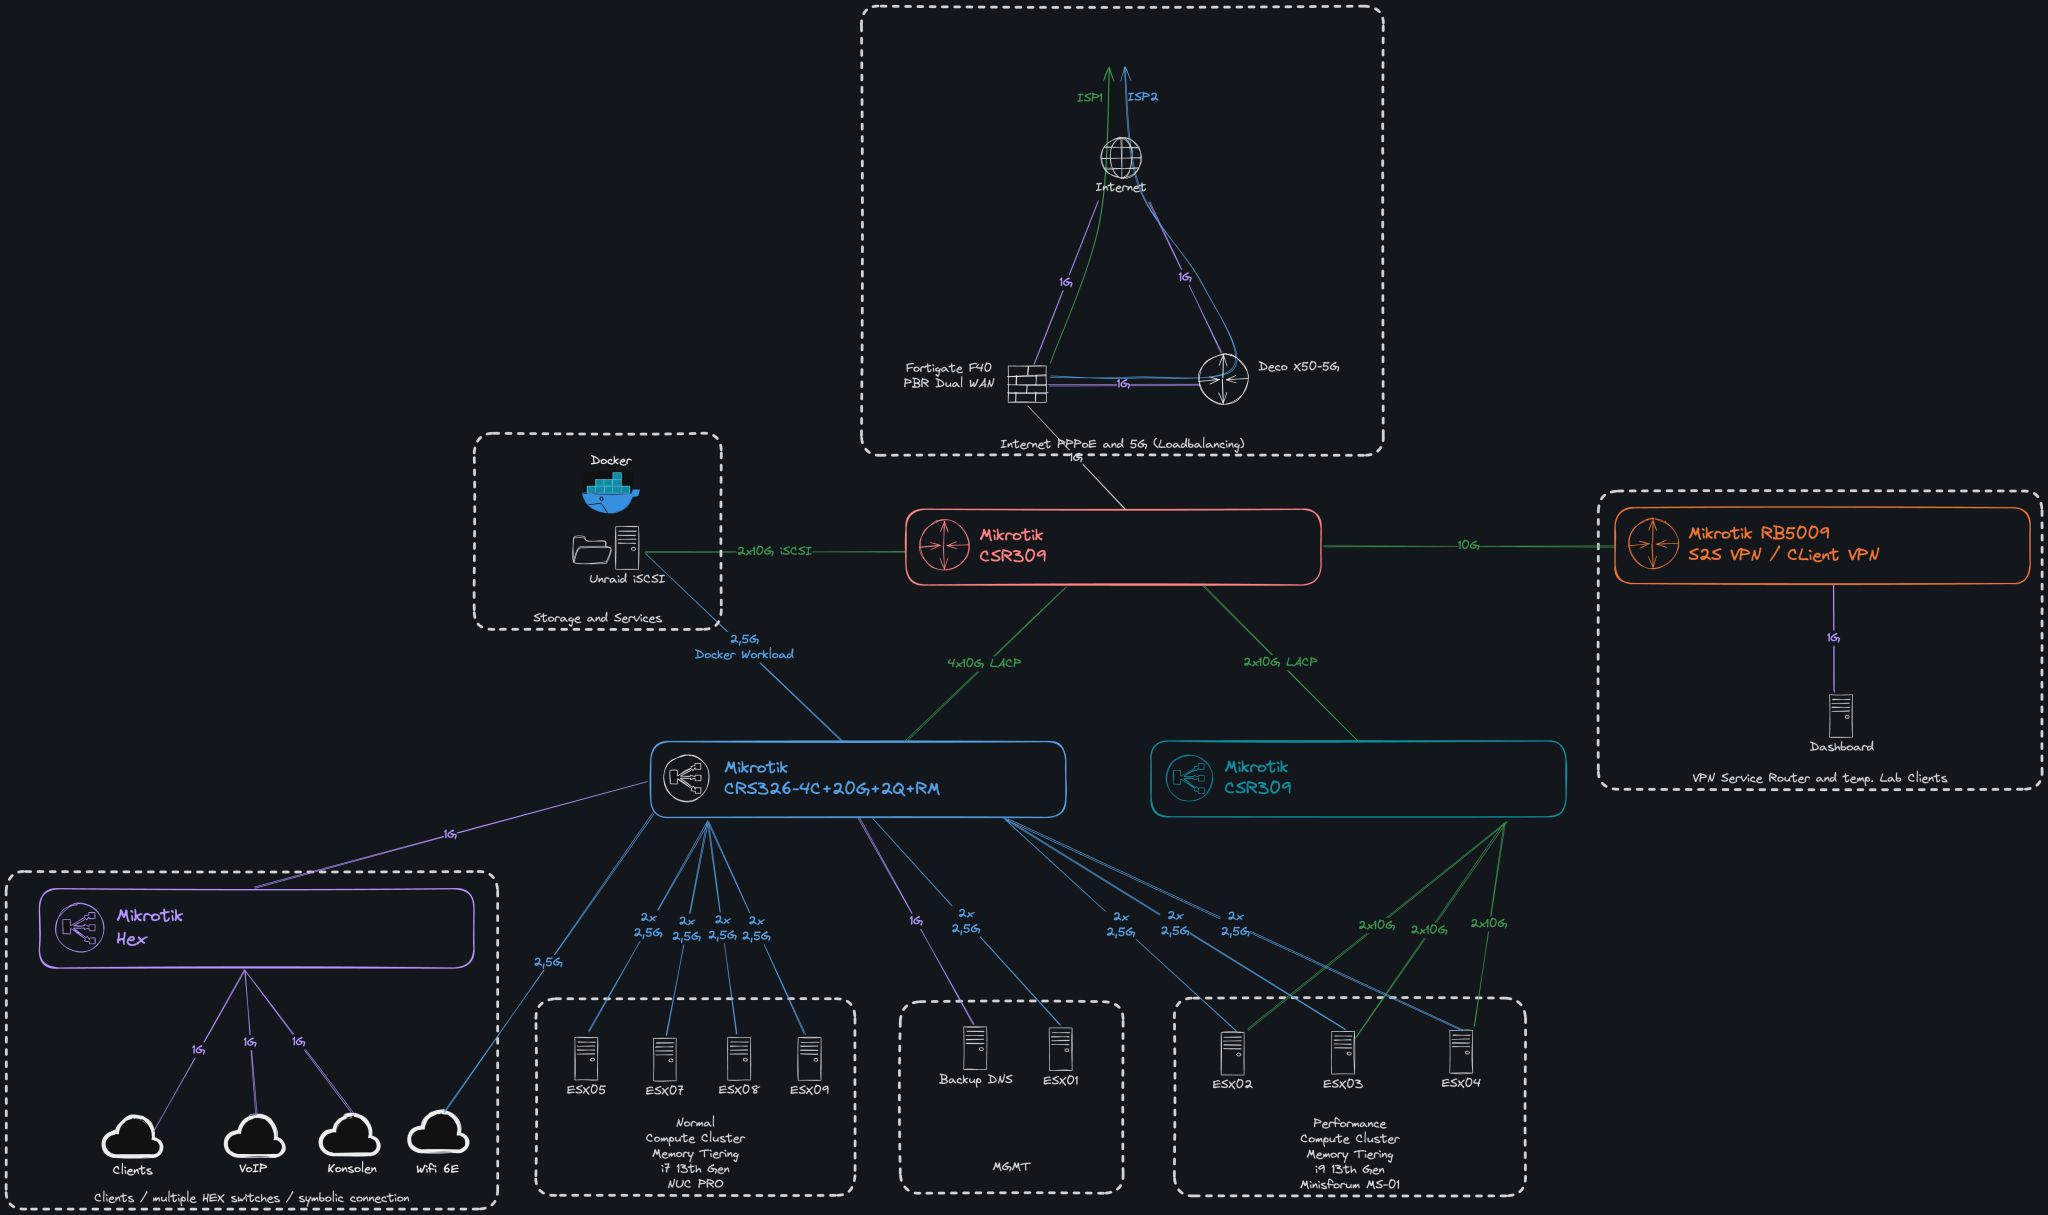 ISP1
ISP2
Internet
1G
1G
Fortigate F40
PBR Dual WAN
1G
Deco X50-5G
Internet PPPoE and 5G (Loadbalancing)
1G
Docker
Unraid iSCSI
Storage and Services
2x10G iSCSI
Mikrotik
CSR309
10G
Mikrotik RB5009
S2S VPN / CLient VPN
1G
Dashboard
VPN Service Router and temp. Lab Clients
2,5G
Docker Workload
4x10G LACP
2x10G LACP
Mikrotik
CRS326-4C+20G+2Q+RM
Mikrotik
CSR309
1G
Mikrotik
Hex
2,5G
1G
1G
1G
Clients
VoIP
Konsolen
Wifi 6E
Clients / multiple HEX switches / symbolic connection
2x
2,5G
2x
2,5G
2x
2,5G
2x
2,5G
ESX05
ESX07
ESX08
ESX09
Normal
Compute Cluster
Memory Tiering
i7 13th Gen
NUC PRO
1G
2x
2,5G
Backup DNS
ESX01
MGMT
2x
2,5G
2x
2,5G
2x
2,5G
2x10G
2x10G
2x10G
ESX02
ESX03
ESX04
Performance
Compute Cluster
Memory Tiering
i9 13th Gen
Minisforum MS-01